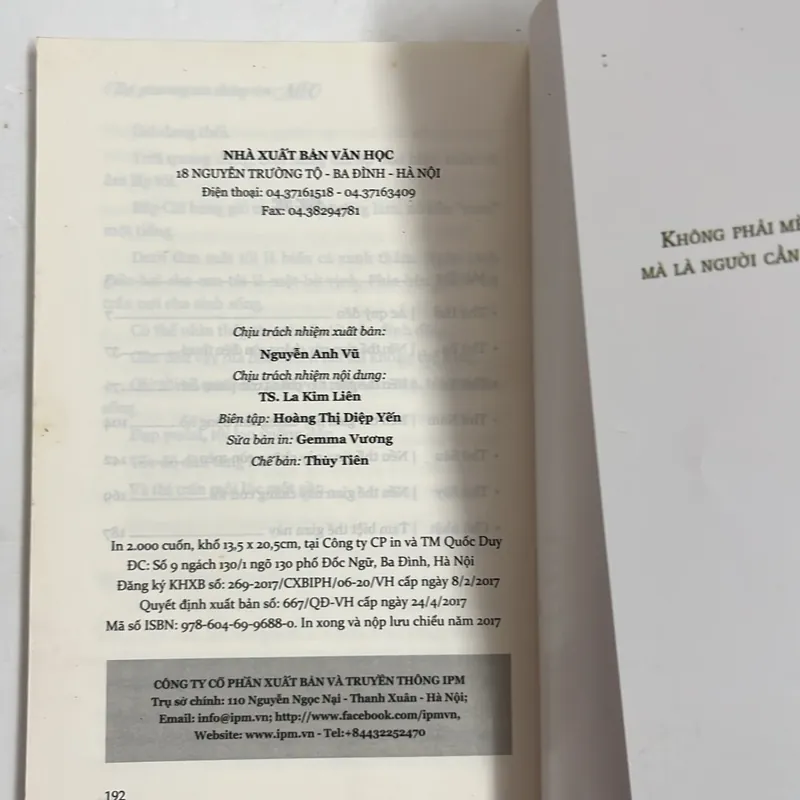 NHÀ XUẤT BẢN VĂN HỌC
18 NGUYỄN TRƯỜNG TỘ - BA ĐÌNH - HÀ NỘI
Điện thoại: 04.37161518 - 04.37163409
Fax: 04.38294781
Chịu trách nhiệm xuất bản:
Nguyễn Anh Vũ
Chịu trách nhiệm nội dung:
TS. La Kim Liên
Biên tập: Hoàng Thị Diệp Yến
Sửa bản in: Gemma Vương
Chế bản: Thủy Tiên
In 2.000 cuốn, khổ 13,5 x 20,5cm, tại Công ty CP in và TM Quốc Duy
ĐC: Số 9 ngách 130/1 ngõ 130 phố Đốc Ngữ, Ba Đình, Hà Nội
Đăng ký KHXB số: 269-2017/CXBIPH/06-20/VH cấp ngày 8/2/2017
Quyết định xuất bản số: 667/QĐ-VH cấp ngày 24/4/2017
Mã số ISBN: 978-604-69-9688-0. In xong và nộp lưu chiểu năm 2017
CÔNG TY CỔ PHẦN XUẤT BẢN VÀ TRUYỀN THÔNG IPM
Trụ sở chính: 110 Nguyễn Ngọc Nại - Thanh Xuân - Hà Nội;
Email: info@ipm.vn; http://www.facebook.com/ipmvn,
Website: www.ipm.vn - Tel:+84432252470
192
KHÔNG PHẢI
MÀ LÀ NGƯỜI CẦN